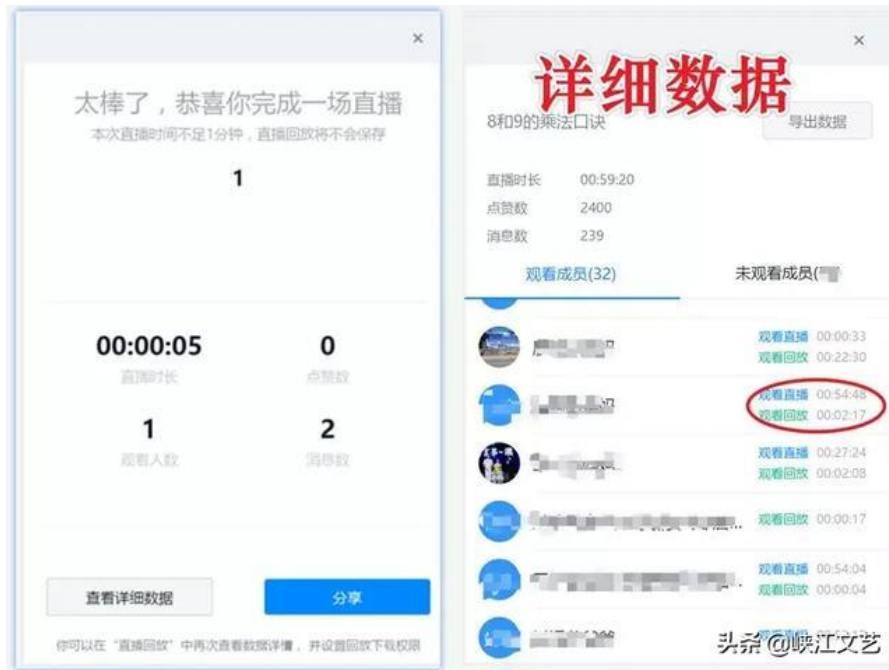 ×
太棒了，恭喜你完成一场直播
本次直播时间不足1分钟，直播回放将不会保存
1
00:00:05
直播时长
0
点赞数
1
观看人数
2
消息数
查看详细数据
分享
你可以在“直播回放”中再次查看数据详情，并设置回放下载权限
×
详细数据
8和9的乘法口诀
导出数据
直播时长 00:59:20
点赞数 2400
消息数 239
观看成员(32)
未观看成员(
观看直播 00:00:33
观看回放 00:22:30
观看直播 00:54:48
观看回放 00:02:17
观看直播 00:27:24
观看回放 00:02:08
... 观看回放 00:00:17
观看直播 00:54:04
观看回放 00:00:04
头条 @峡江文艺